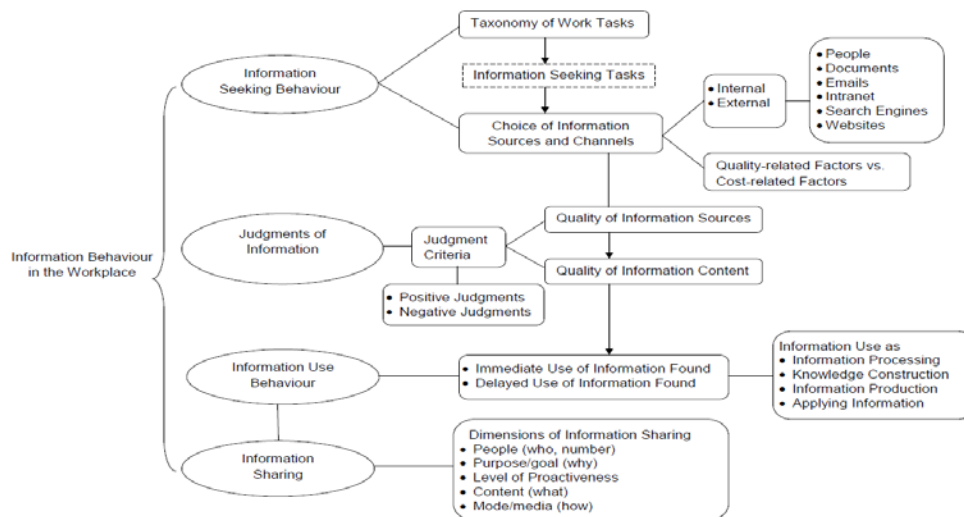 Taxonomy of Work Tasks
Information
Seeking Behaviour
Information Seeking Tasks
Choice of Information
Sources and Channels
• Internal
• External
• People
• Documents
• Emails
• Intranet
• Search Engines
• Websites
Quality-related Factors vs.
Cost-related Factors
Information Behaviour
in the Workplace
Judgments of
Information
Judgment
Criteria
Quality of Information Sources
Quality of Information Content
• Positive Judgments
• Negative Judgments
Information Use
Behaviour
• Immediate Use of Information Found
• Delayed Use of Information Found
Information Use as
• Information Processing
• Knowledge Construction
• Information Production
• Applying Information
Information
Sharing
Dimensions of Information Sharing
• People (who, number)
• Purpose/goal (why)
• Level of Proactiveness
• Content (what)
• Mode/media (how)